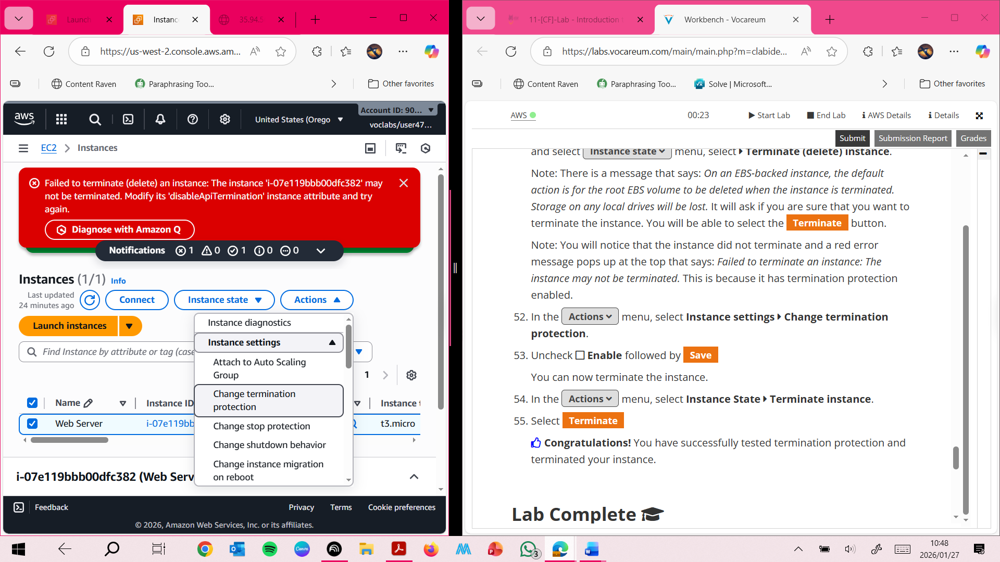 Launch
Instanc
35.94.5
https://us-west-2.console.aws.am...
Content Raven
Paraphrasing Too...
Other favorites
aws
United States (Orego
Account ID: 90...
voclabs/user47...
EC2
Instances
Failed to terminate (delete) an instance: The instance 'i-07e119bbb00dfc382' may
not be terminated. Modify its 'disableApiTermination' instance attribute and try
again.
Diagnose with Amazon Q
Notifications 1 0 1 0 0
Instances (1/1) Info
Last updated
24 minutes ago
Connect
Instance state
Actions
Launch instances
Instance diagnostics
Instance settings
Attach to Auto Scaling
Group
Change termination
protection
Change stop protection
Change shutdown behavior
Change instance migration
on reboot
Find Instance by attribute or tag (case
1
Name
Instance ID
Instance t
Web Server
i-07e119bb
t3.micro
i-07e119bbb00dfc382 (Web Serv
Feedback
Privacy
Terms
Cookie preferences
© 2026, Amazon Web Services, Inc. or its affiliates.
11-[CF]-Lab - Introduction t
Workbench - Vocareum
https://labs.vocareum.com/main/main.php?m=clabide...
Content Raven
Paraphrasing Too...
Solve | Microsoft...
Other favorites
AWS
00:23
Start Lab
End Lab
AWS Details
Details
Submit
Submission Report
Grades
and select Instance state menu, select Terminate (delete) instance.
Note: There is a message that says: On an EBS-backed instance, the default
action is for the root EBS volume to be deleted when the instance is terminated.
Storage on any local drives will be lost. It will ask if you are sure that you want to
terminate the instance. You will be able to select the Terminate button.
Note: You will notice that the instance did not terminate and a red error
message pops up at the top that says: Failed to terminate an instance: The
instance may not be terminated. This is because it has termination protection
enabled.
52. In the Actions menu, select Instance settings Change termination
protection.
53. Uncheck Enable followed by Save
You can now terminate the instance.
54. In the Actions menu, select Instance State Terminate instance.
55. Select Terminate
Congratulations! You have successfully tested termination protection and
terminated your instance.
Lab Complete
Canva
3
10:48
2026/01/27